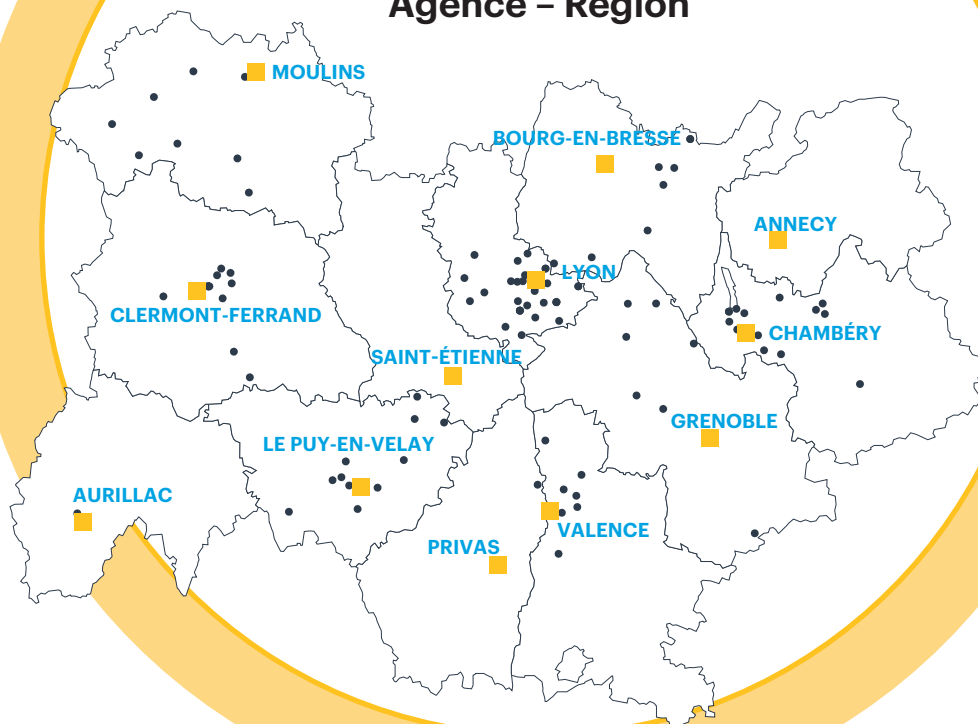 Agence – Région
MOULINS
BOURG-EN-BRESSE
ANNECY
LYON
CLERMONT-FERRAND
CHAMBÉRY
SAINT-ÉTIENNE
GRENOBLE
LE PUY-EN-VELAY
AURILLAC
VALENCE
PRIVAS